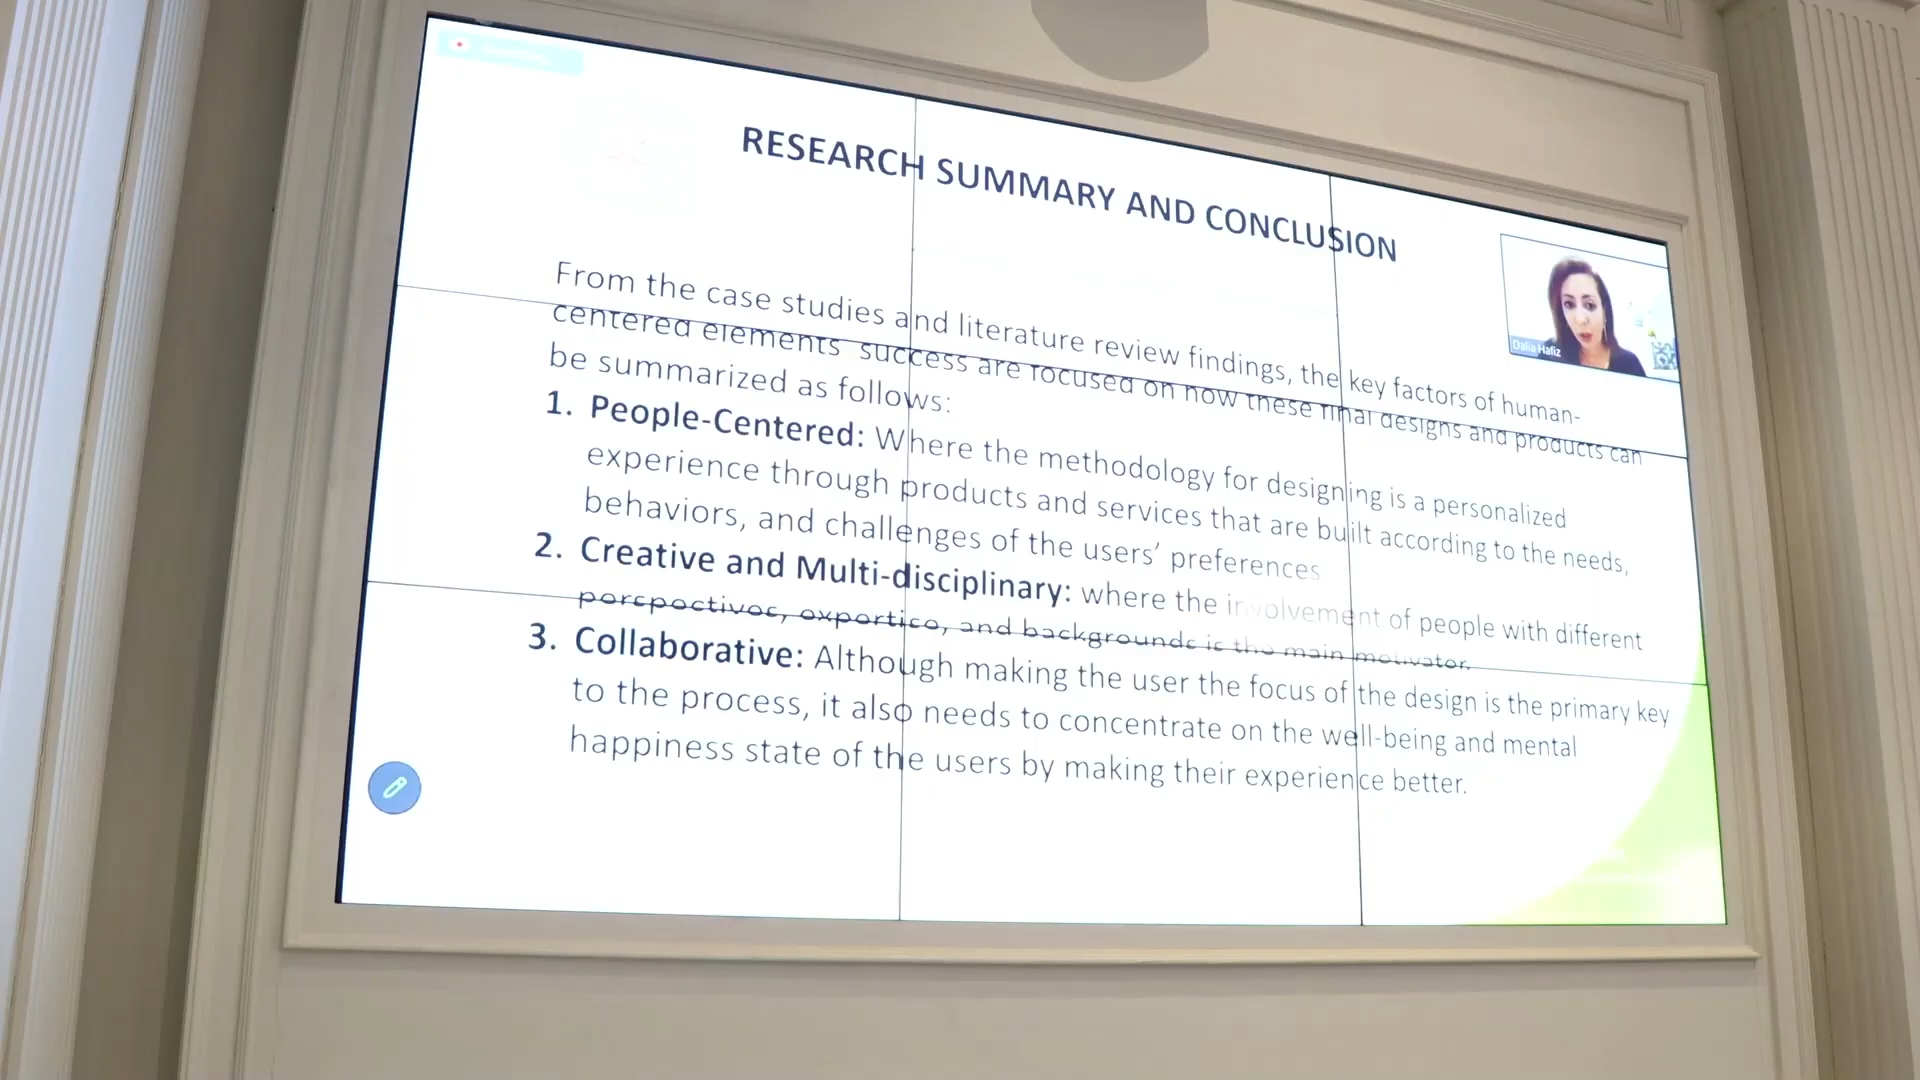 RESEARCH SUMMARY AND CONCLUSION
Dalia Hafiz
From the case studies and literature review findings, the key factors of human-
centered elements success are focused on how these final designs and products can
be summarized as follows:
1. People-Centered: Where the methodology for designing is a personalized
experience through products and services that are built according to the needs,
behaviors, and challenges of the users' preferences
2. Creative and Multi-disciplinary: where the involvement of people with different
perspectives, expertise, and backgrounds is the main motivator.
3. Collaborative: Although making the user the focus of the design is the primary key
to the process, it also needs to concentrate on the well-being and mental
happiness state of the users by making their experience better.